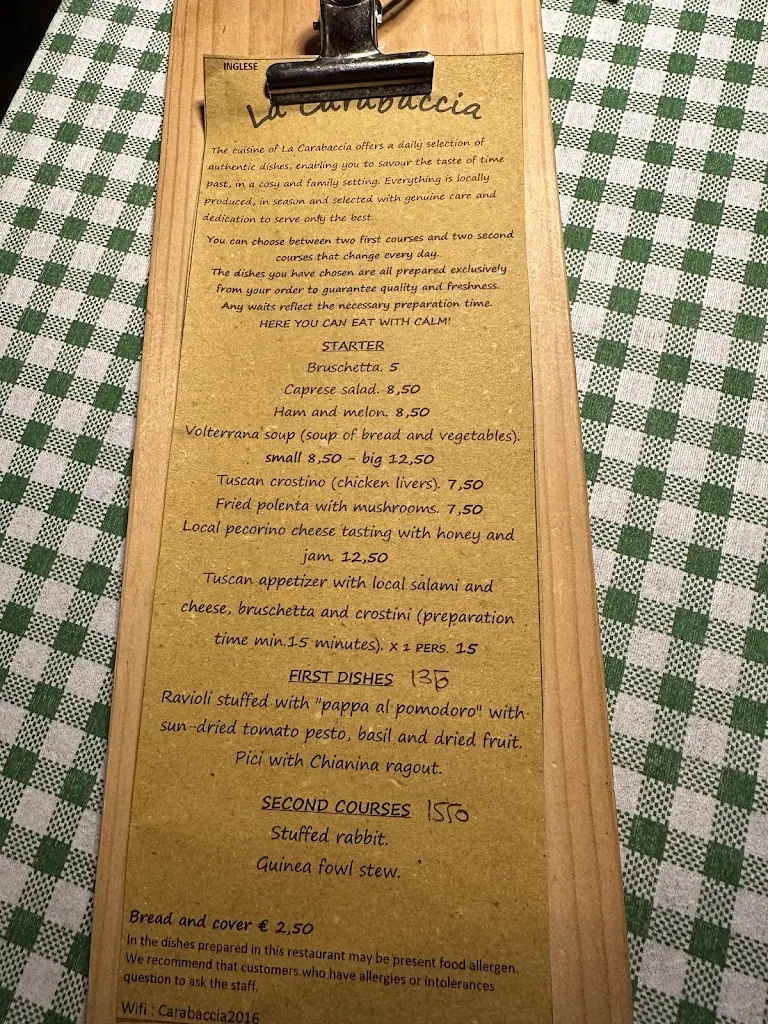 INGLESE
La Carabaccia
The cuisine of La Carabaccia offers a daily selection of
authentic dishes, enabling you to savour the taste of time
past, in a cosy and family setting. Everything is locally
produced, in season and selected with genuine care and
dedication to serve only the best.
You can choose between two first courses and two second
courses that change every day.
The dishes you have chosen are all prepared exclusively
from your order to guarantee quality and freshness.
Any waits reflect the necessary preparation time.
HERE YOU CAN EAT WITH CALM!
STARTER
Bruschetta. 5
Caprese salad. 8,50
Ham and melon. 8,50
Volterrana soup (soup of bread and vegetables).
small 8,50 - big 12,50
Tuscan crostino (chicken livers). 7,50
Fried polenta with mushrooms. 7,50
Local pecorino cheese tasting with honey and
jam. 12,50
Tuscan appetizer with local salami and
cheese, bruschetta and crostini (preparation
time min.15 minutes). x 1 PERS. 15
FIRST DISHES
Ravioli stuffed with "pappa al pomodoro" with
sun-dried tomato pesto, basil and dried fruit.
Pici with Chianina ragout.
SECOND COURSES 1550
Stuffed rabbit.
Guinea fowl stew.
Bread and cover € 2,50
In the dishes prepared in this restaurant may be present food allergen.
We recommend that customers who have allergies or intolerances
question to ask the staff.
Wifi : Carabaccia2016